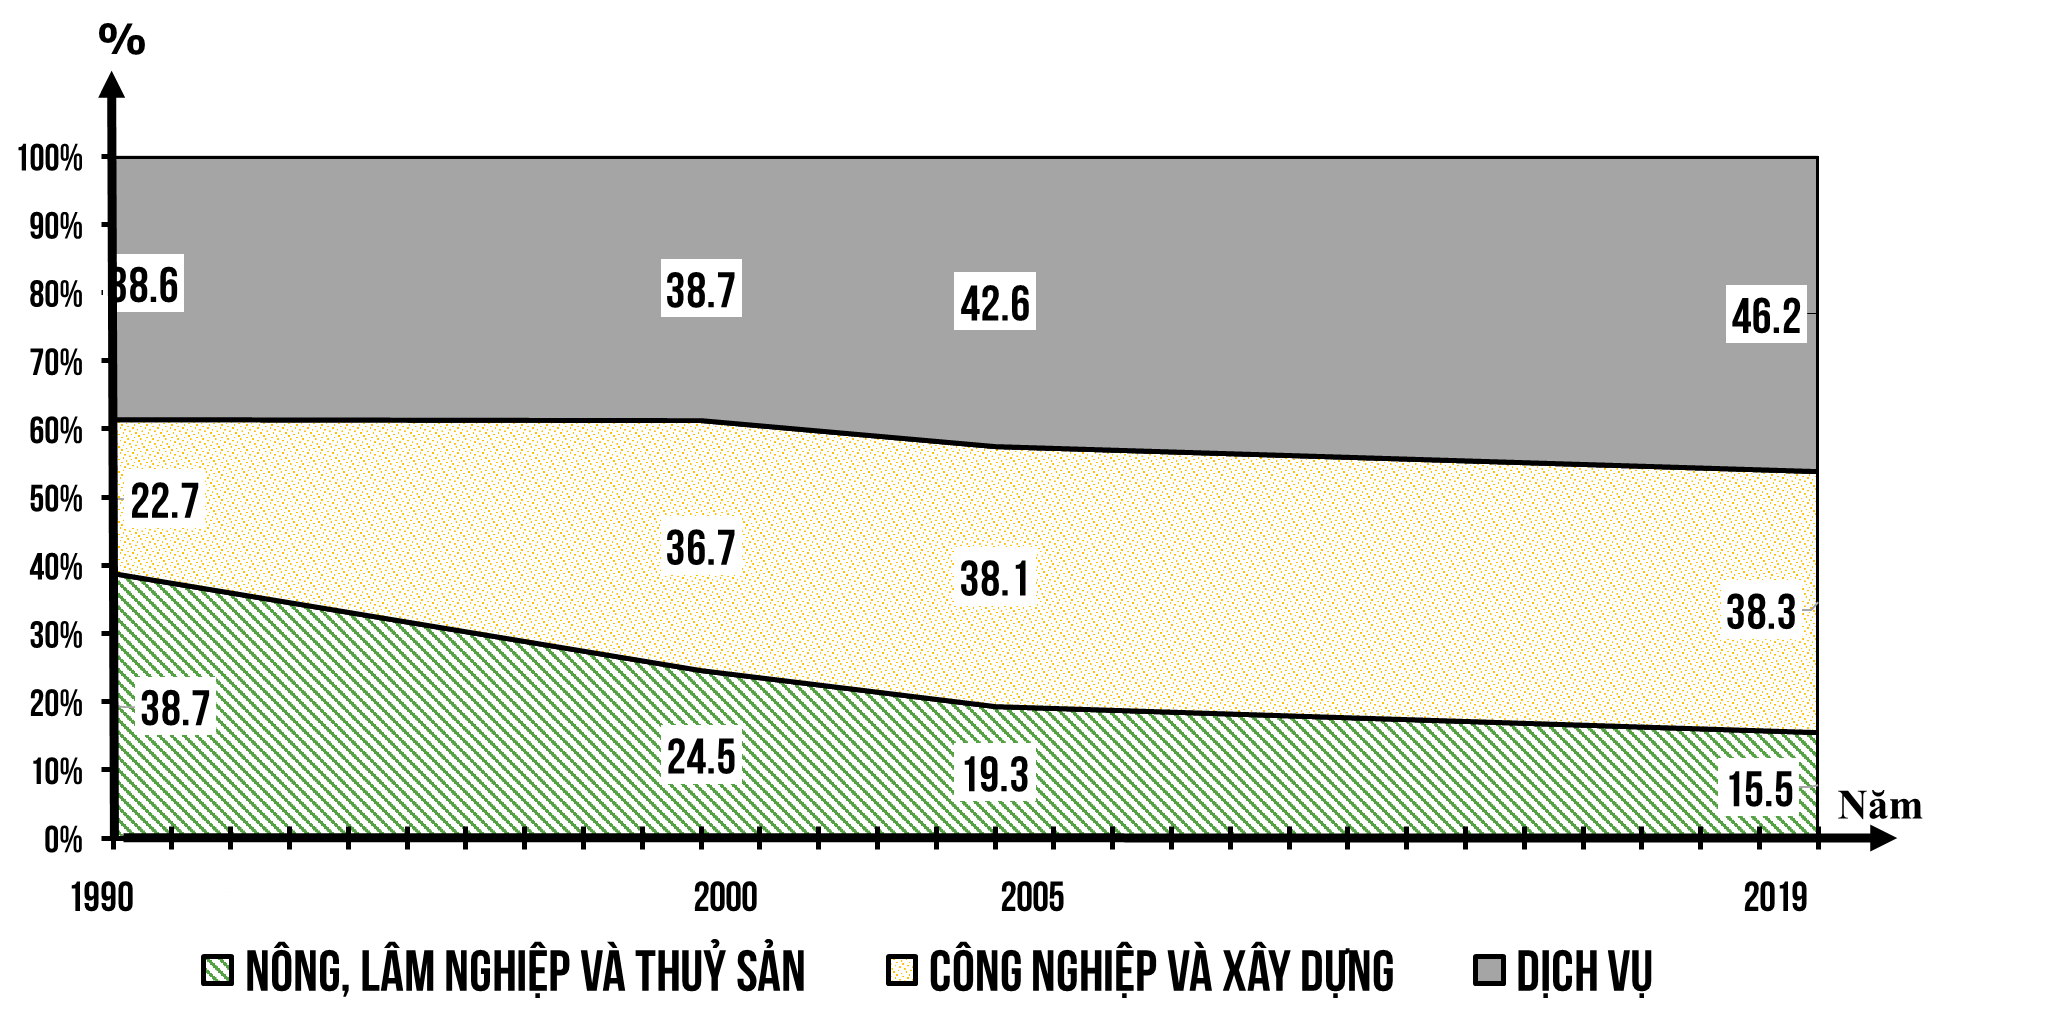 %
100%
90%
80%
70%
60%
50%
40%
30%
20%
10%
0%
38.6 38.7 42.6 46.2
22.7 36.7 38.1 38.3
38.7 24.5 19.3 15.5
Năm
1990 2000 2005 2019
NÔNG, LÂM NGHIỆP VÀ THUỶ SẢN CÔNG NGHIỆP VÀ XÂY DỰNG DỊCH VỤ